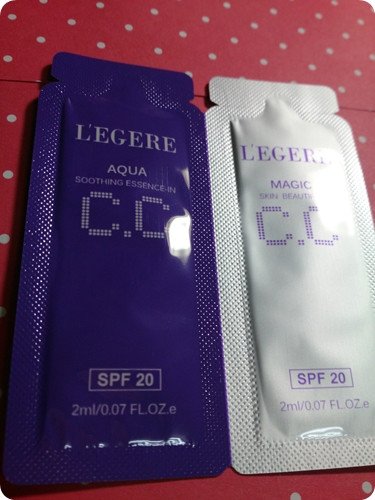 L'EGERE
AQUA
SOOTHING ESSENCE-IN
C.C
SPF 20
2ml/0.07 FL.OZ.e
L'EGERE
MAGIC
SKIN
C.C
SPF 20
2ml/0.07 FL.OZ.e